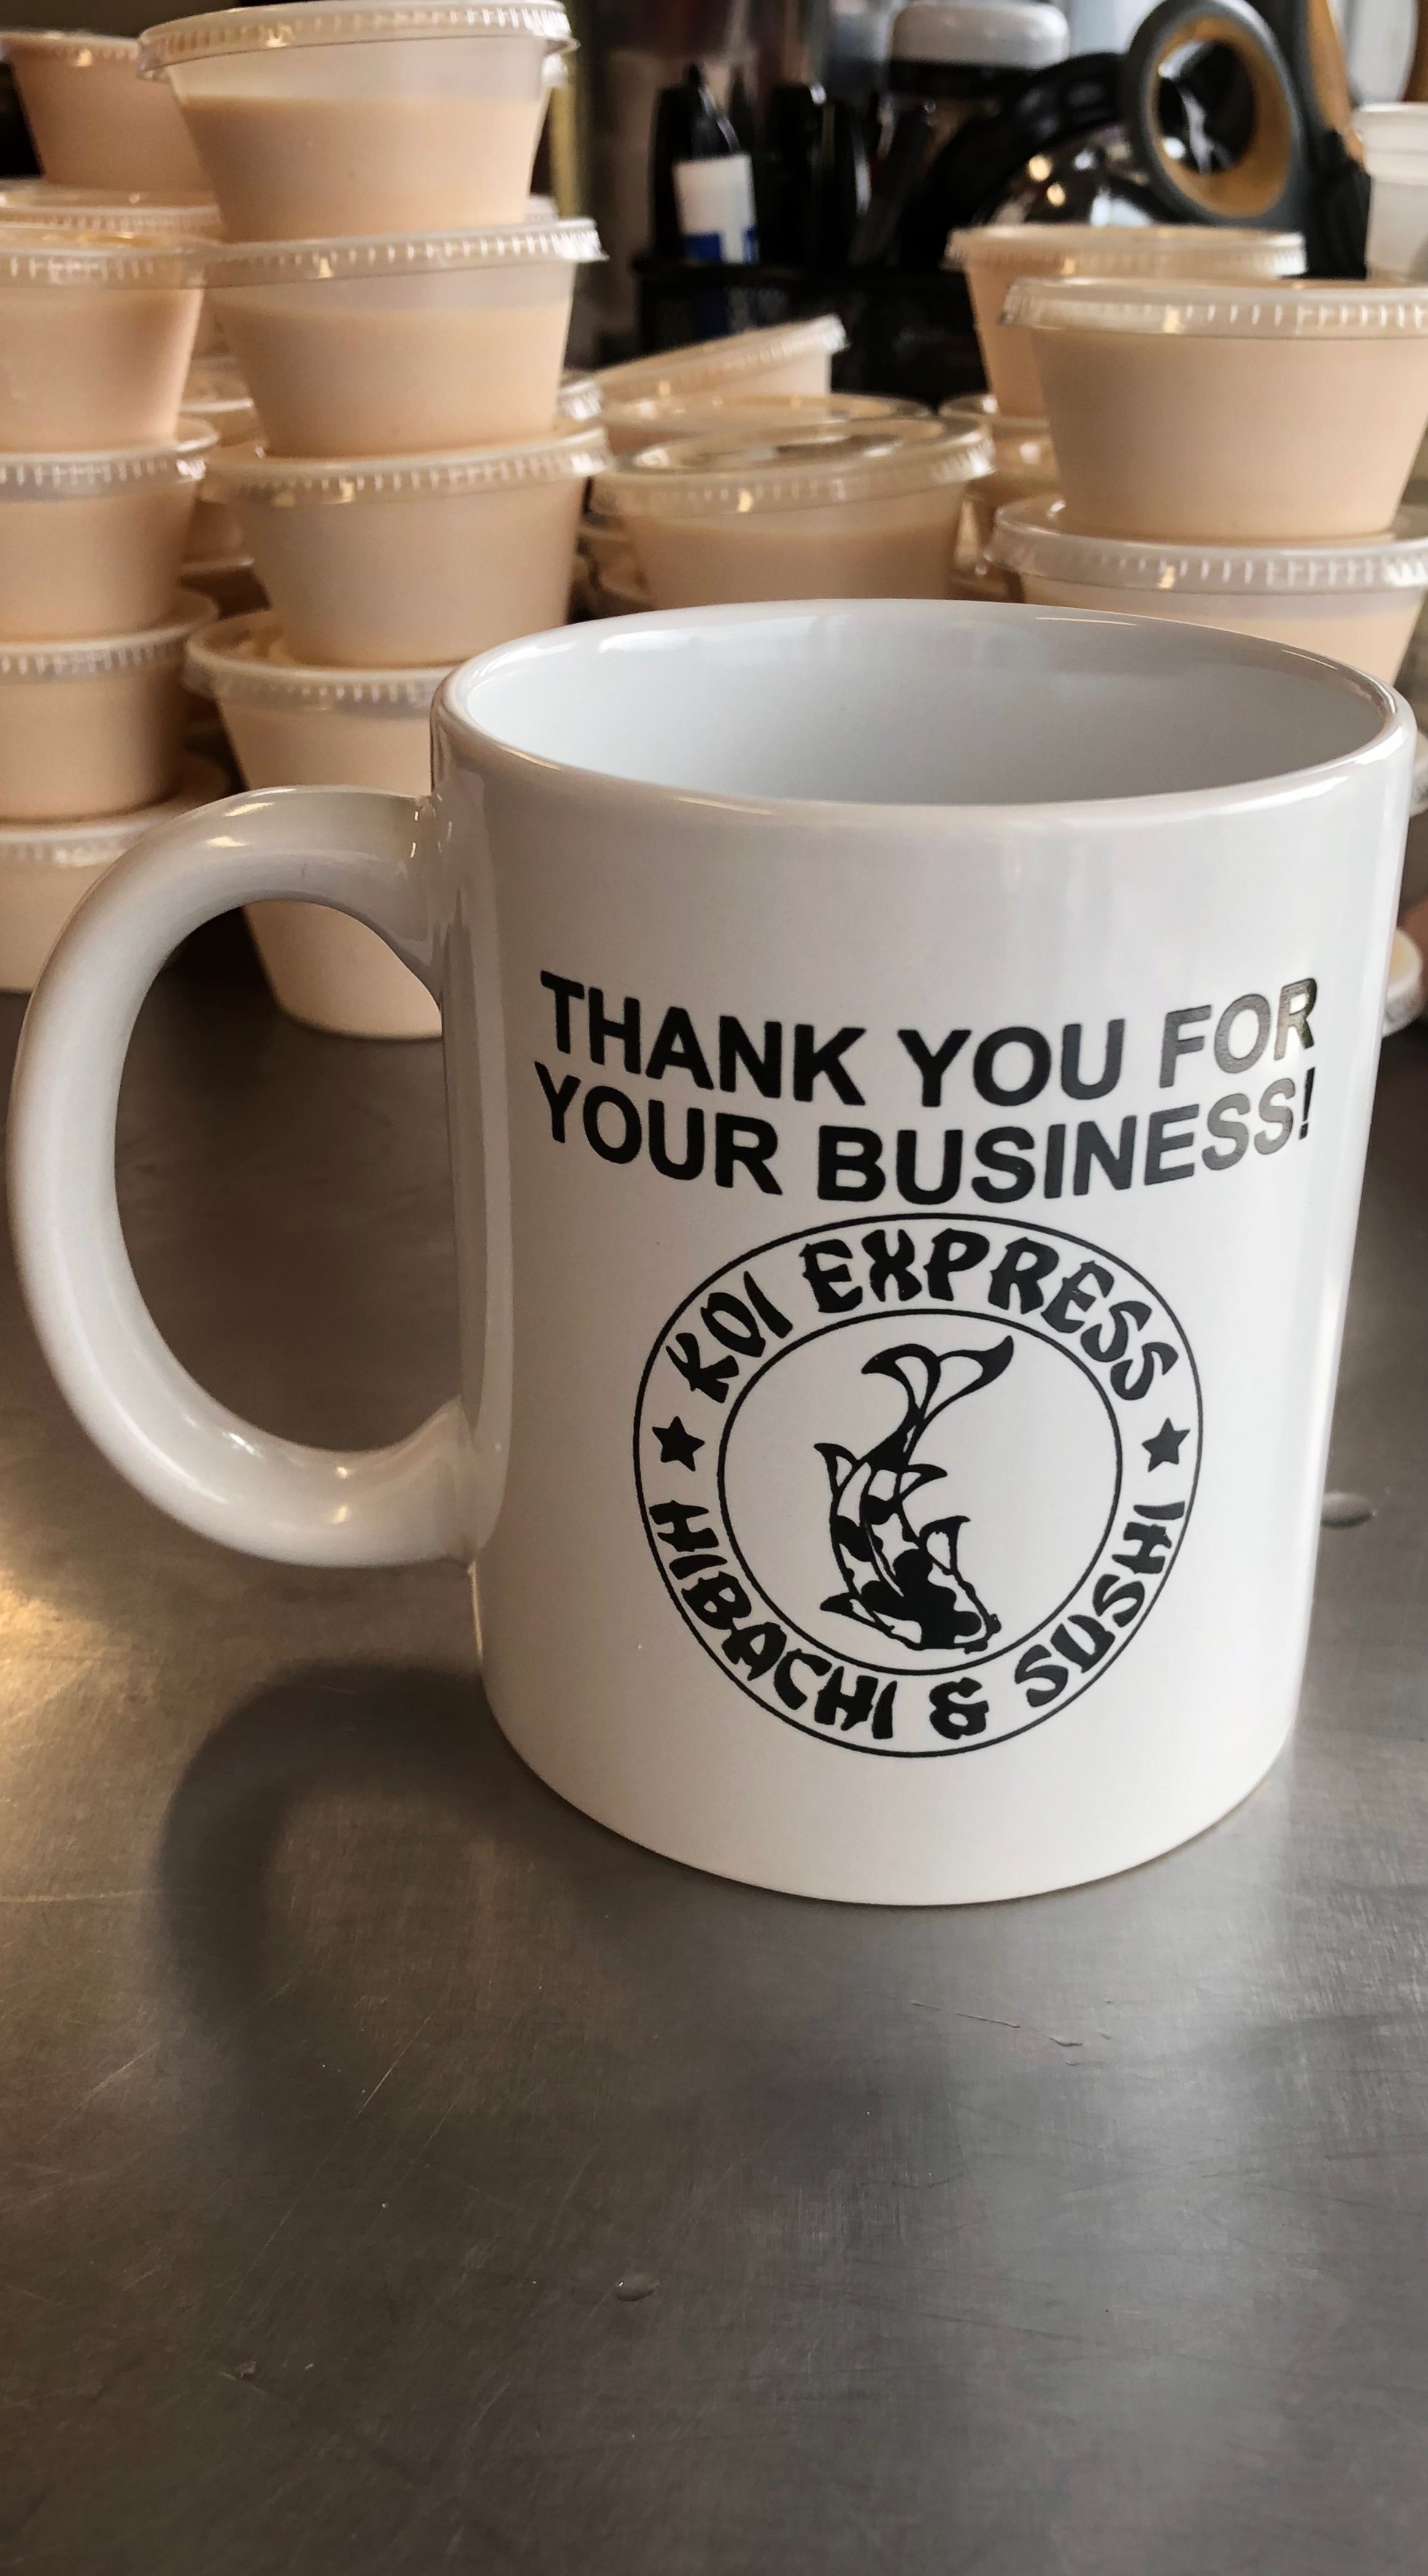 THANK YOU FOR
YOUR BUSINESS!
KOI EXPRESS
HIBACHI & SUSHI